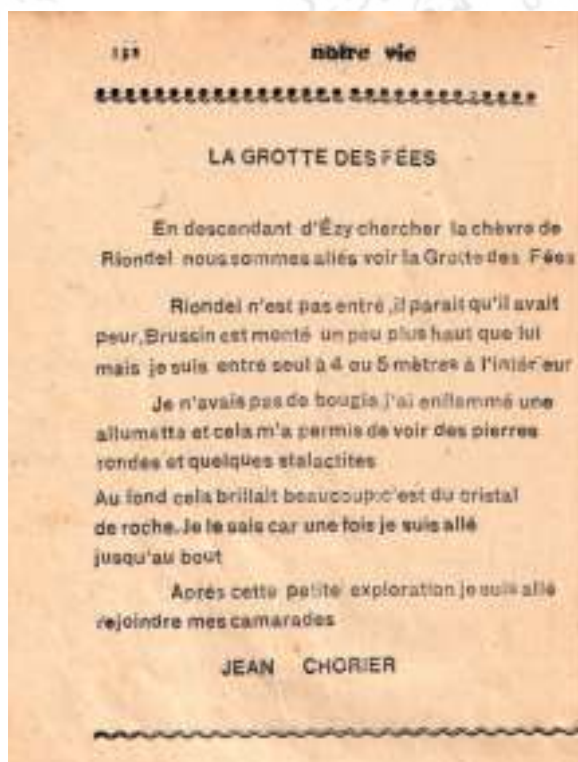 132 notre vie
LA GROTTE DES FÉES
En descendant d'Ézy chercher la chèvre de
Riondel nous sommes allés voir la Grotte des Fées
Riondel n'est pas entré, il parait qu'il avait
peur, Brussin est monté un peu plus haut que lui
mais je suis entré seul à 4 ou 5 mètres à l'intérieur
Je n'avais pas de bougie j'ai enflammé une
allumette et cela m'a permis de voir des pierres
rondes et quelques stalactites
Au fond cela brillait beaucoup: c'est du cristal
de roche. Je le sais car une fois je suis allé
jusqu'au bout
Après cette petite exploration je suis allé
rejoindre mes camarades
JEAN CHORIER